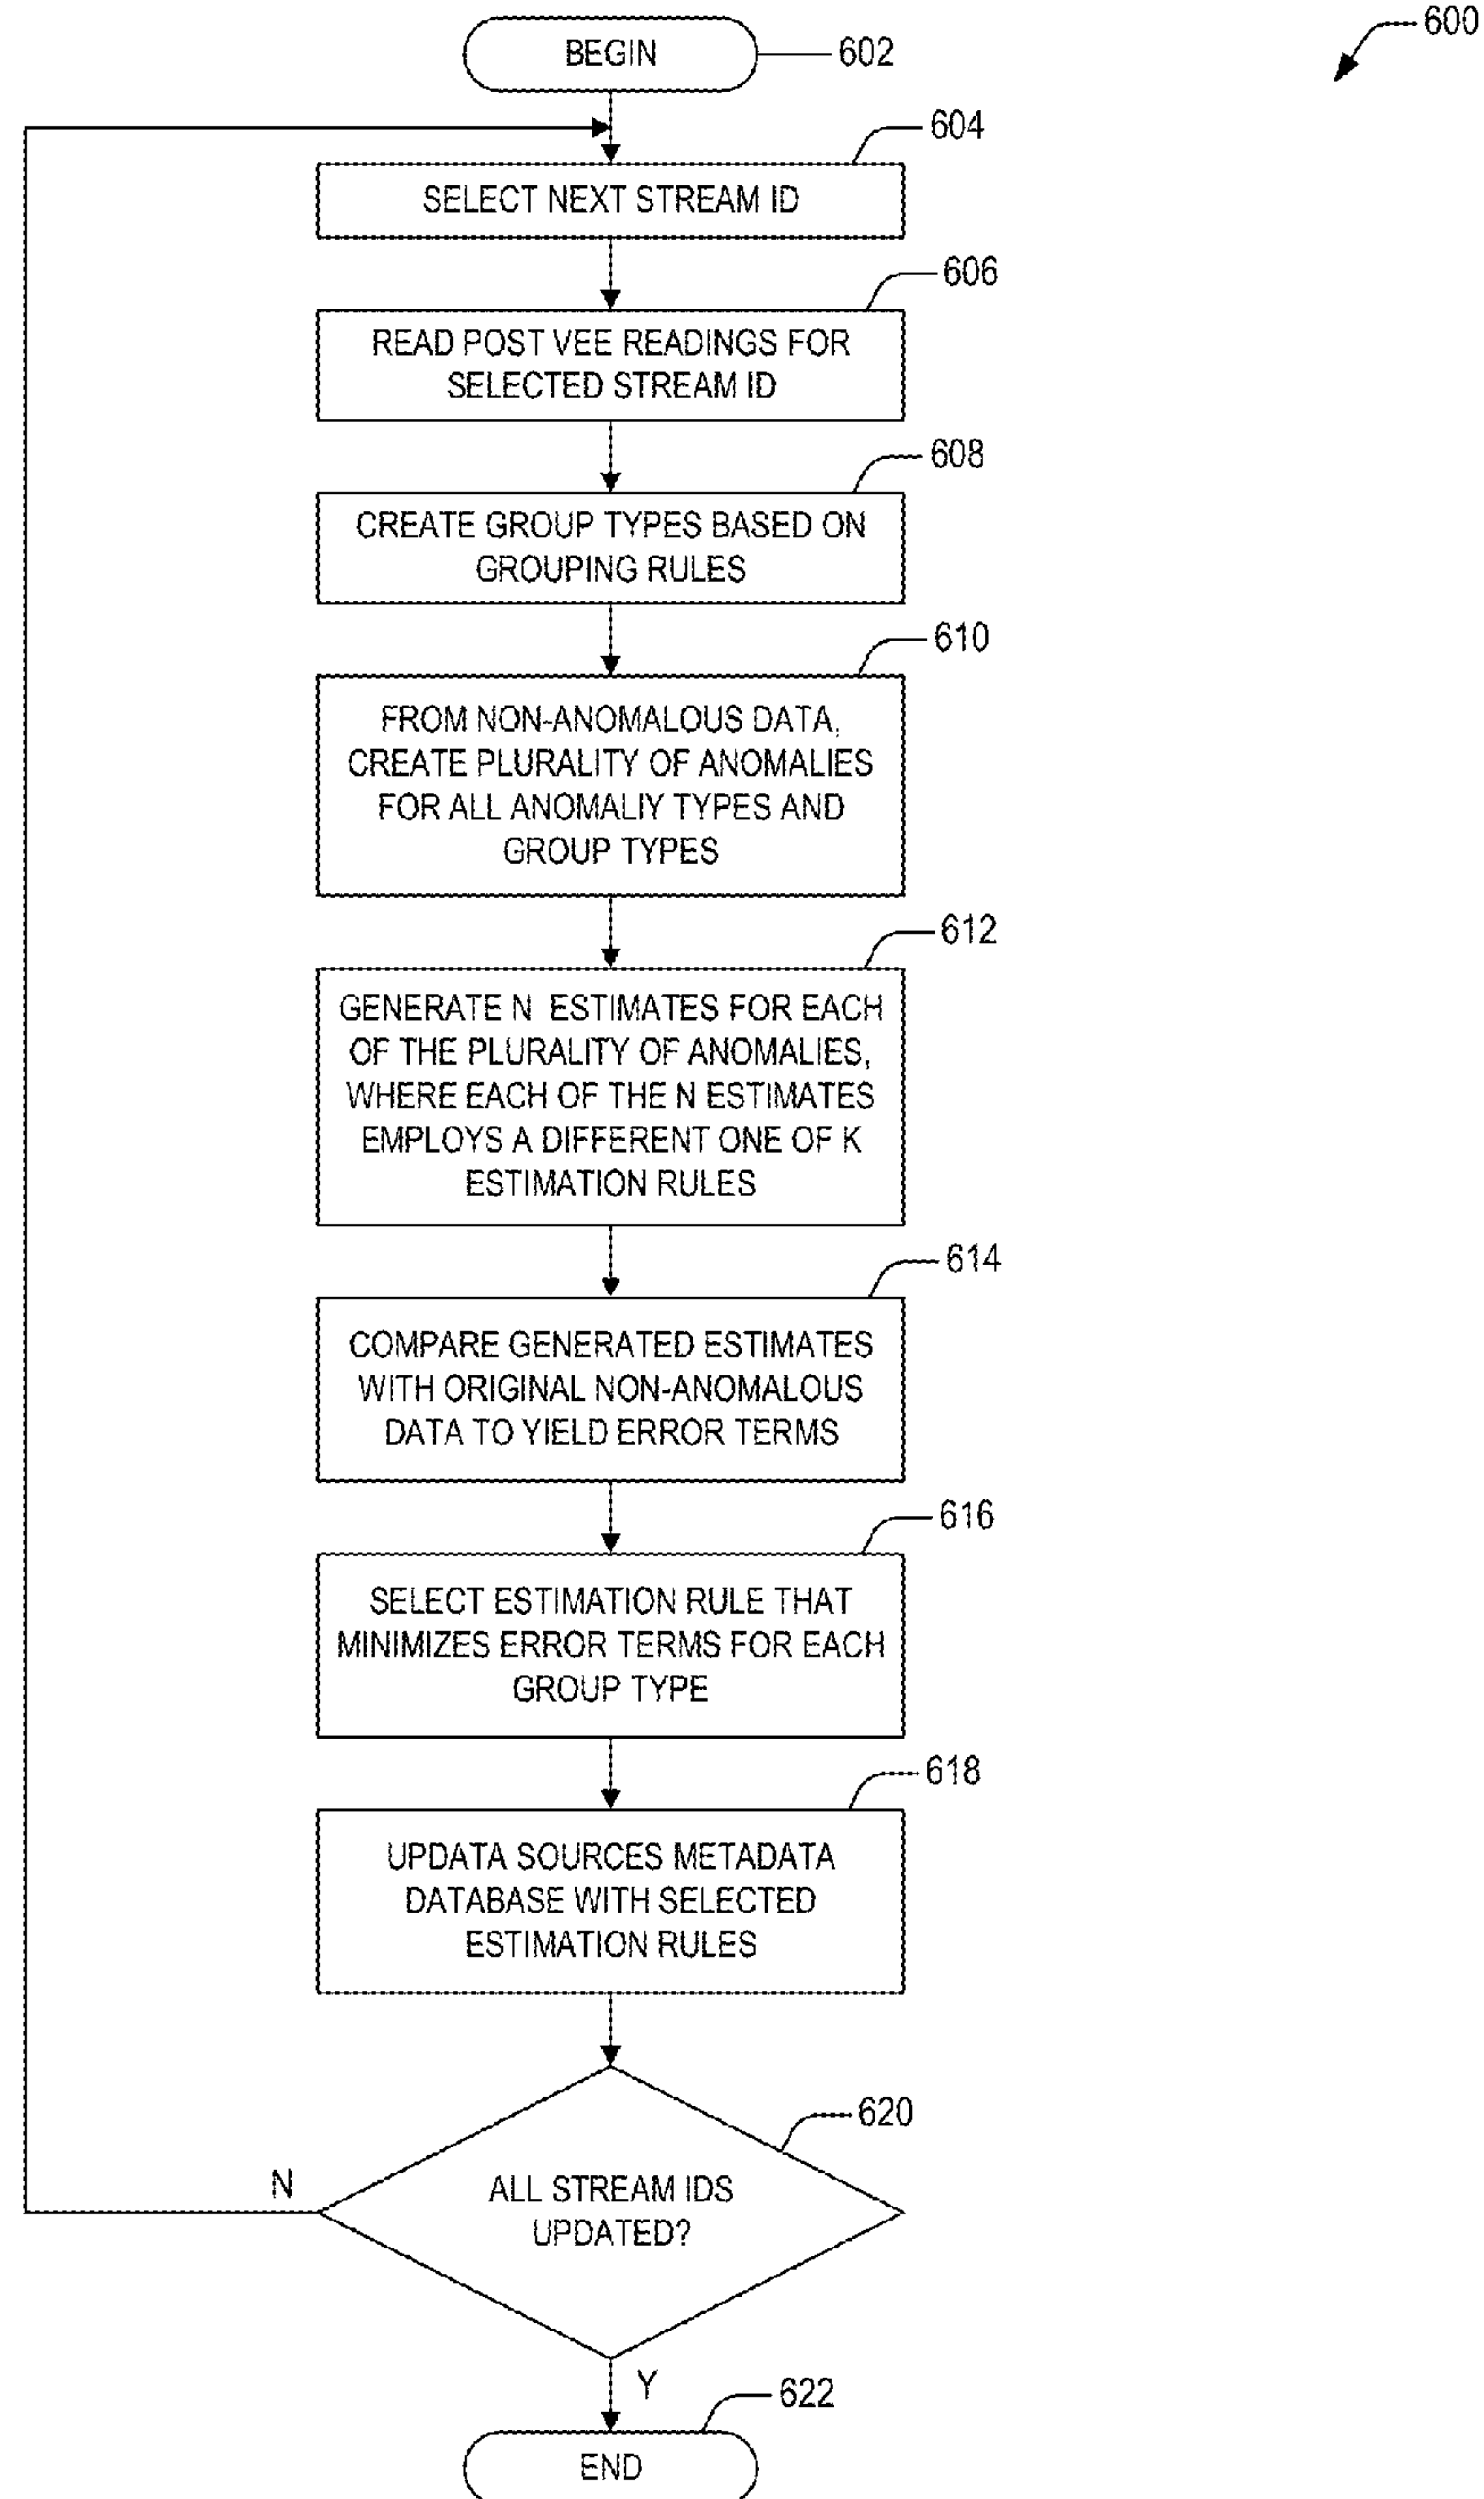 600
BEGIN
602
604
SELECT NEXT STREAM ID
606
READ POST VEE READINGS FOR
SELECTED STREAM ID
608
CREATE GROUP TYPES BASED ON
GROUPING RULES
610
FROM NON-ANOMALOUS DATA,
CREATE PLURALITY OF ANOMALIES
FOR ALL ANOMALIY TYPES AND
GROUP TYPES
612
GENERATE N ESTIMATES FOR EACH
OF THE PLURALITY OF ANOMALIES,
WHERE EACH OF THE N ESTIMATES
EMPLOYS A DIFFERENT ONE OF K
ESTIMATION RULES
614
COMPARE GENERATED ESTIMATES
WITH ORIGINAL NON-ANOMALOUS
DATA TO YIELD ERROR TERMS
616
SELECT ESTIMATION RULE THAT
MINIMIZES ERROR TERMS FOR EACH
GROUP TYPE
618
UPDATA SOURCES METADATA
DATABASE WITH SELECTED
ESTIMATION RULES
620
N
ALL STREAM IDS
UPDATED?
Y
622
END